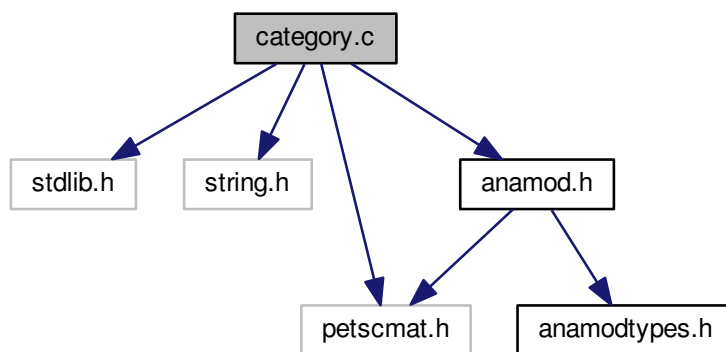 category.c
stdlib.h
string.h
anamod.h
petscmat.h
anamodtypes.h